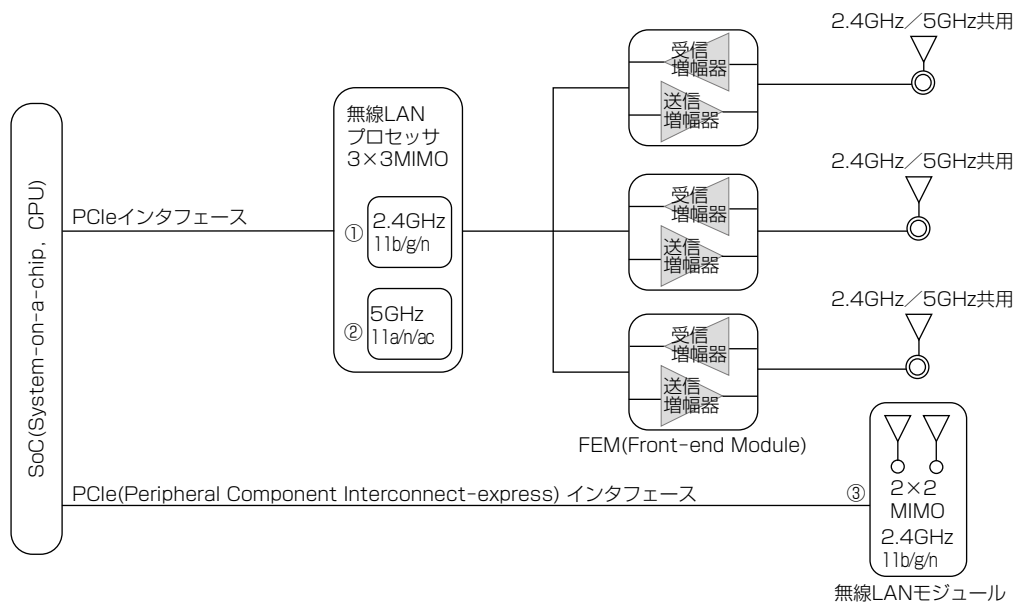 2.4GHz／5GHz共用
受信
増幅器
送信
増幅器
無線LAN
プロセッサ
3×3MIMO
① 2.4GHz
11b/g/n
② 5GHz
11a/n/ac
SoC(System-on-a-chip, CPU)
PCIeインタフェース
2.4GHz／5GHz共用
受信
増幅器
送信
増幅器
2.4GHz／5GHz共用
受信
増幅器
送信
増幅器
FEM(Front-end Module)
PCIe(Peripheral Component Interconnect-express) インタフェース
③ 2×2
MIMO
2.4GHz
11b/g/n
無線LANモジュール